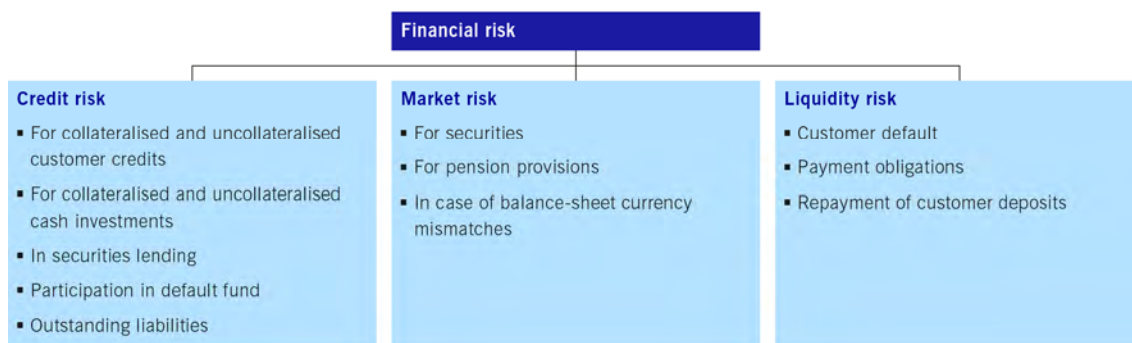 Financial risk
Credit risk
▪ For collateralised and uncollateralised
customer credits
▪ For collateralised and uncollateralised
cash investments
▪ In securities lending
▪ Participation in default fund
▪ Outstanding liabilities
Market risk
▪ For securities
▪ For pension provisions
▪ In case of balance-sheet currency
mismatches
Liquidity risk
▪ Customer default
▪ Payment obligations
▪ Repayment of customer deposits